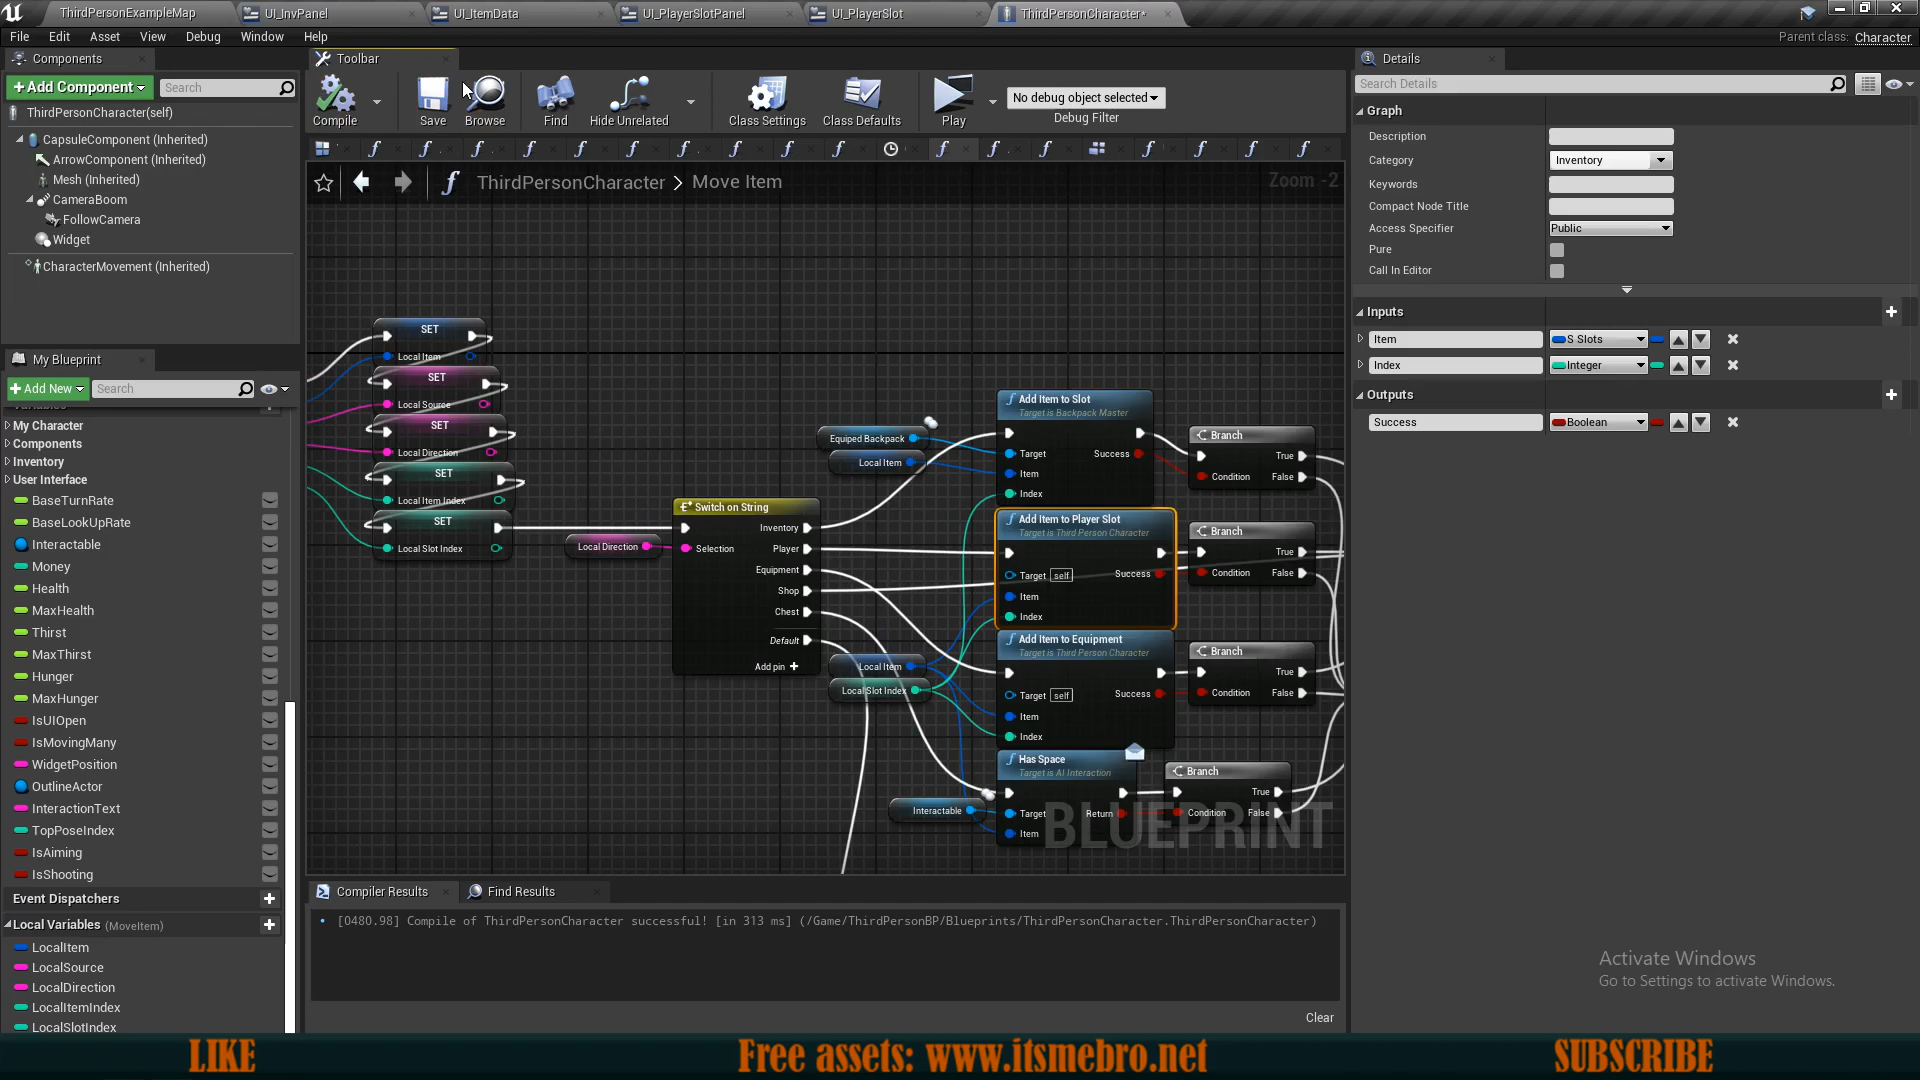 ThirdPersonExampleMap
UI_InvPanel
UI_ItemData
UI_PlayerSlotPanel
UI_PlayerSlot
ThirdPersonCharacter*
File
Edit
Asset
View
Debug
Window
Help
Parent class: Character
Components
+Add Component
Search
ThirdPersonCharacter(self)
CapsuleComponent (Inherited)
ArrowComponent (Inherited)
Mesh (Inherited)
CameraBoom
FollowCamera
Widget
CharacterMovement (Inherited)
My Blueprint
+Add New
Search
Variables
My Character
Components
Inventory
User Interface
BaseTurnRate
BaseLookUpRate
Interactable
Money
Health
MaxHealth
Thirst
MaxThirst
Hunger
MaxHunger
IsUIOpen
IsMovingMany
WidgetPosition
OutlineActor
InteractionText
TopPoseIndex
IsAiming
IsShooting
Event Dispatchers
Local Variables (MoveItem)
LocalItem
LocalSource
LocalDirection
LocalItemIndex
LocalSlotIndex
Toolbar
Compile
Save
Browse
Find
Hide Unrelated
Class Settings
Class Defaults
Play
No debug object selected
Debug Filter
ThirdPersonCharacter > Move Item
Zoom -2
SET
Local Item
SET
Local Source
SET
Local Direction
SET
Local Item Index
SET
Local Slot Index
Local Direction
Switch on String
Inventory
Selection
Player
Equipment
Shop
Chest
Default
Add pin +
Equiped Backpack
Local Item
Local Item
Local Slot Index
Interactable
Add Item to Slot
Target is Backpack Master
Target
Success
Item
Index
Branch
True
Condition
False
Add Item to Player Slot
Target is Third Person Character
Target self
Success
Item
Index
Branch
True
Condition
False
Add Item to Equipment
Target is Third Person Character
Target self
Success
Item
Index
Branch
True
Condition
False
Has Space
Target is AI Interaction
Target
Return
Item
Branch
True
Condition
False
BLUEPRINT
Compiler Results
Find Results
[0480.98] Compile of ThirdPersonCharacter successful! [in 313 ms] (/Game/ThirdPersonBP/Blueprints/ThirdPersonCharacter.ThirdPersonCharacter)
Clear
Details
Search Details
Graph
Description
Category
Inventory
Keywords
Compact Node Title
Access Specifier
Public
Pure
Call In Editor
Inputs
Item
S Slots
Index
Integer
Outputs
Success
Boolean
Activate Windows
Go to Settings to activate Windows.
LIKE
Free assets: www.itsmebro.net
SUBSCRIBE